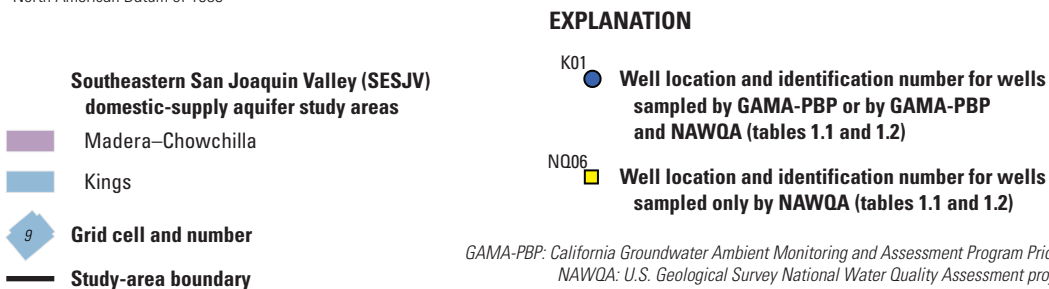 North American Datum of 1983
EXPLANATION
Southeastern San Joaquin Valley (SESJV)
domestic-supply aquifer study areas
Madera–Chowchilla
Kings
9
Grid cell and number
Study-area boundary
K01
Well location and identification number for wells
sampled by GAMA-PBP or by GAMA-PBP
and NAWQA (tables 1.1 and 1.2)
NQ06
Well location and identification number for wells
sampled only by NAWQA (tables 1.1 and 1.2)
GAMA-PBP: California Groundwater Ambient Monitoring and Assessment Program
NAWQA: U.S. Geological Survey National Water Quality Assessment